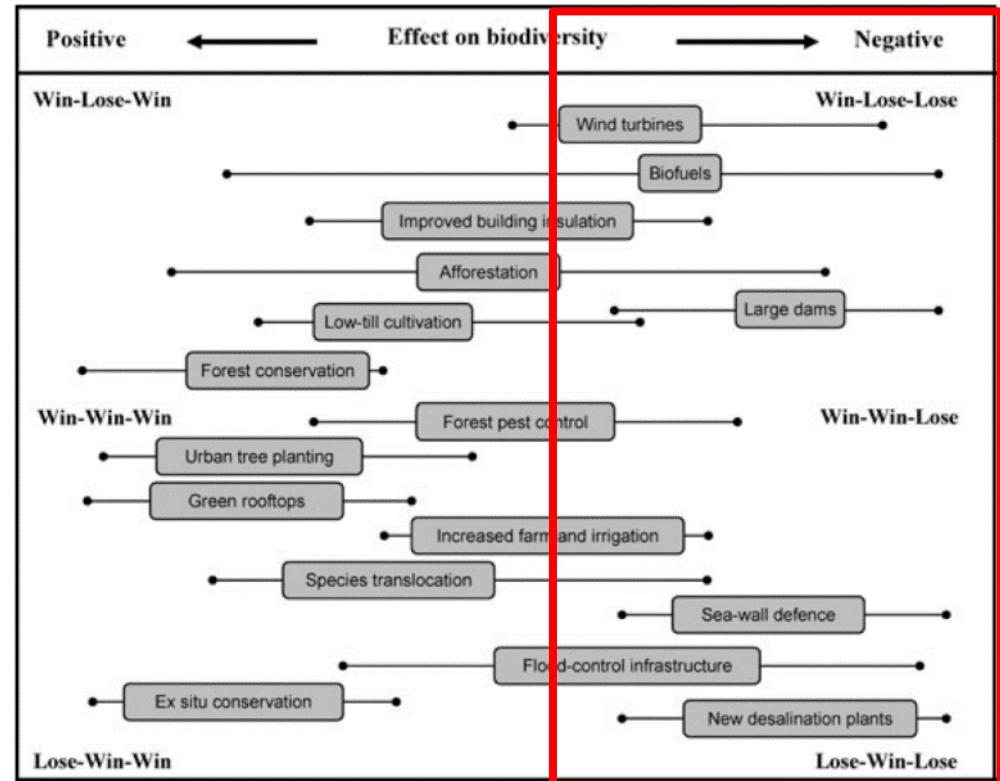 Positive Effect on biodiversity Negative
Win-Lose-Win Win-Lose-Lose
Wind turbines
Biofuels
Improved building insulation
Afforestation
Large dams
Low-till cultivation
Forest conservation
Win-Win-Win Win-Win-Lose
Forest pest control
Urban tree planting
Green rooftops
Increased farmland irrigation
Species translocation
Sea-wall defence
Flood-control infrastructure
Ex situ conservation
New desalination plants
Lose-Win-Win Lose-Win-Lose